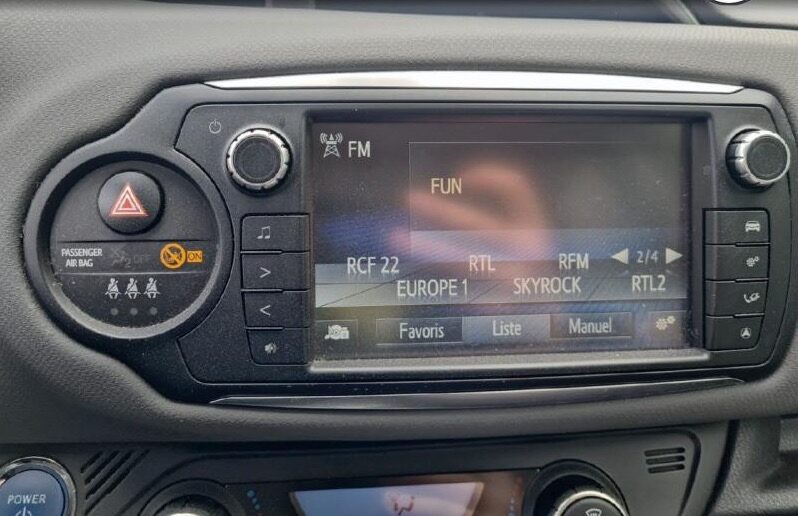 FM
FUN
PASSENGER
AIR BAG
OFF
ON
2/4
RCF 22 RTL RFM
EUROPE 1 SKYROCK RTL2
Favoris Liste Manuel
POWER